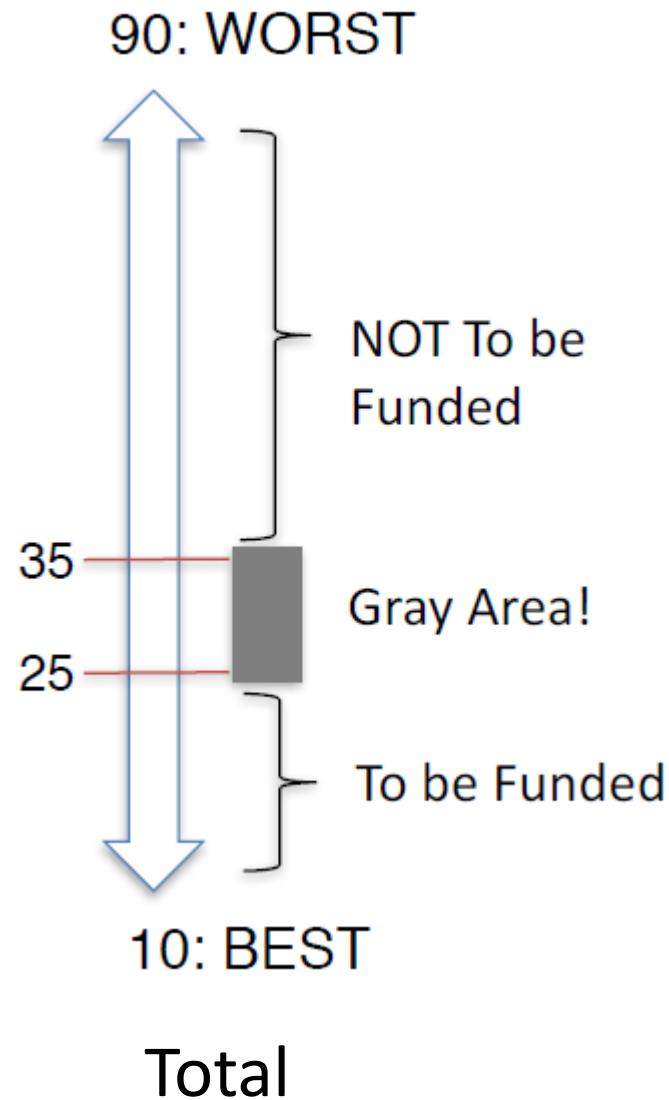 90: WORST
NOT To be
Funded
35
Gray Area!
25
To be Funded
10: BEST
Total